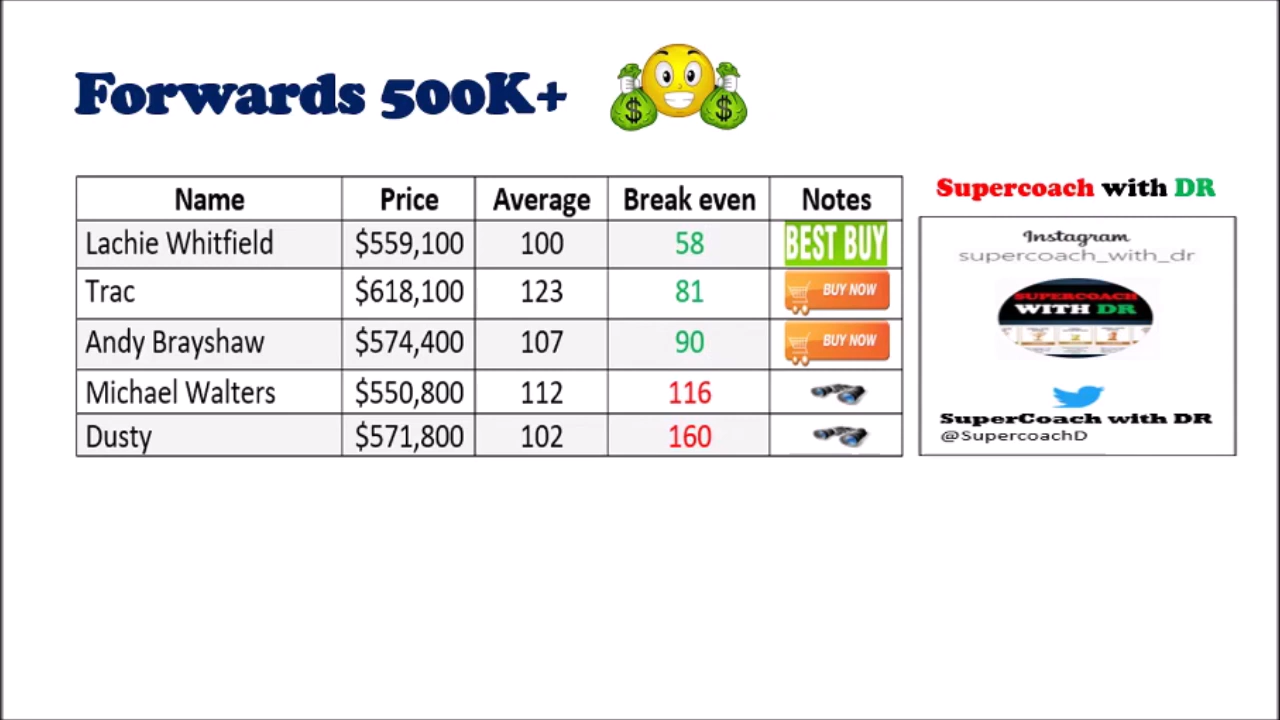 Forwards 500K+
Name Price Average Break even Notes
Lachie Whitfield $559,100 100 58 BEST BUY
Trac $618,100 123 81 BUY NOW
Andy Brayshaw $574,400 107 90 BUY NOW
Michael Walters $550,800 112 116
Dusty $571,800 102 160
Supercoach with DR
Instagram
supercoach_with_dr
SUPERCOACH
WITH DR
SuperCoach with DR
@SupercoachD